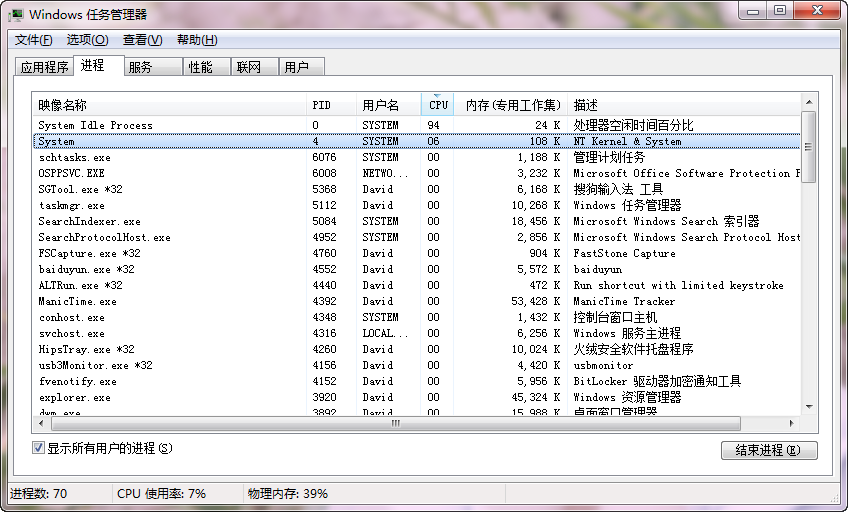 Windows 任务管理器
文件(F) 选项(O) 查看(V) 帮助(H)
应用程序 进程 服务 性能 联网 用户
映像名称 PID 用户名 CPU 内存(专用工作集) 描述
System Idle Process 0 SYSTEM 94 24 K 处理器空闲时间百分比
System 4 SYSTEM 06 108 K NT Kernel & System
schtasks.exe 6076 SYSTEM 00 1,188 K 管理计划任务
OSPPSVC.EXE 6008 NETWO... 00 3,232 K Microsoft Office Software Protection P
SGTool.exe *32 5368 David 00 6,168 K 搜狗输入法 工具
taskmgr.exe 5112 David 00 10,268 K Windows 任务管理器
SearchIndexer.exe 5084 SYSTEM 00 18,456 K Microsoft Windows Search 索引器
SearchProtocolHost.exe 4952 SYSTEM 00 2,856 K Microsoft Windows Search Protocol Host
FSCapture.exe *32 4760 David 00 904 K FastStone Capture
baiduyun.exe *32 4552 David 00 5,572 K baiduyun
ALTRun.exe *32 4440 David 00 472 K Run shortcut with limited keystroke
ManicTime.exe 4392 David 00 53,428 K ManicTime Tracker
conhost.exe 4348 SYSTEM 00 1,432 K 控制台窗口主机
svchost.exe 4316 LOCAL... 00 6,256 K Windows 服务主进程
HipsTray.exe *32 4260 David 00 10,024 K 火绒安全软件托盘程序
usb3Monitor.exe *32 4156 David 00 4,420 K usbmonitor
fvenotify.exe 4152 David 00 5,956 K BitLocker 驱动器加密通知工具
explorer.exe 3920 David 00 45,324 K Windows 资源管理器
dwm.exe 3892 David 00 15,988 K 桌面窗口管理器
显示所有用户的进程(S) 结束进程(E)
进程数: 70 CPU 使用率: 7% 物理内存: 39%